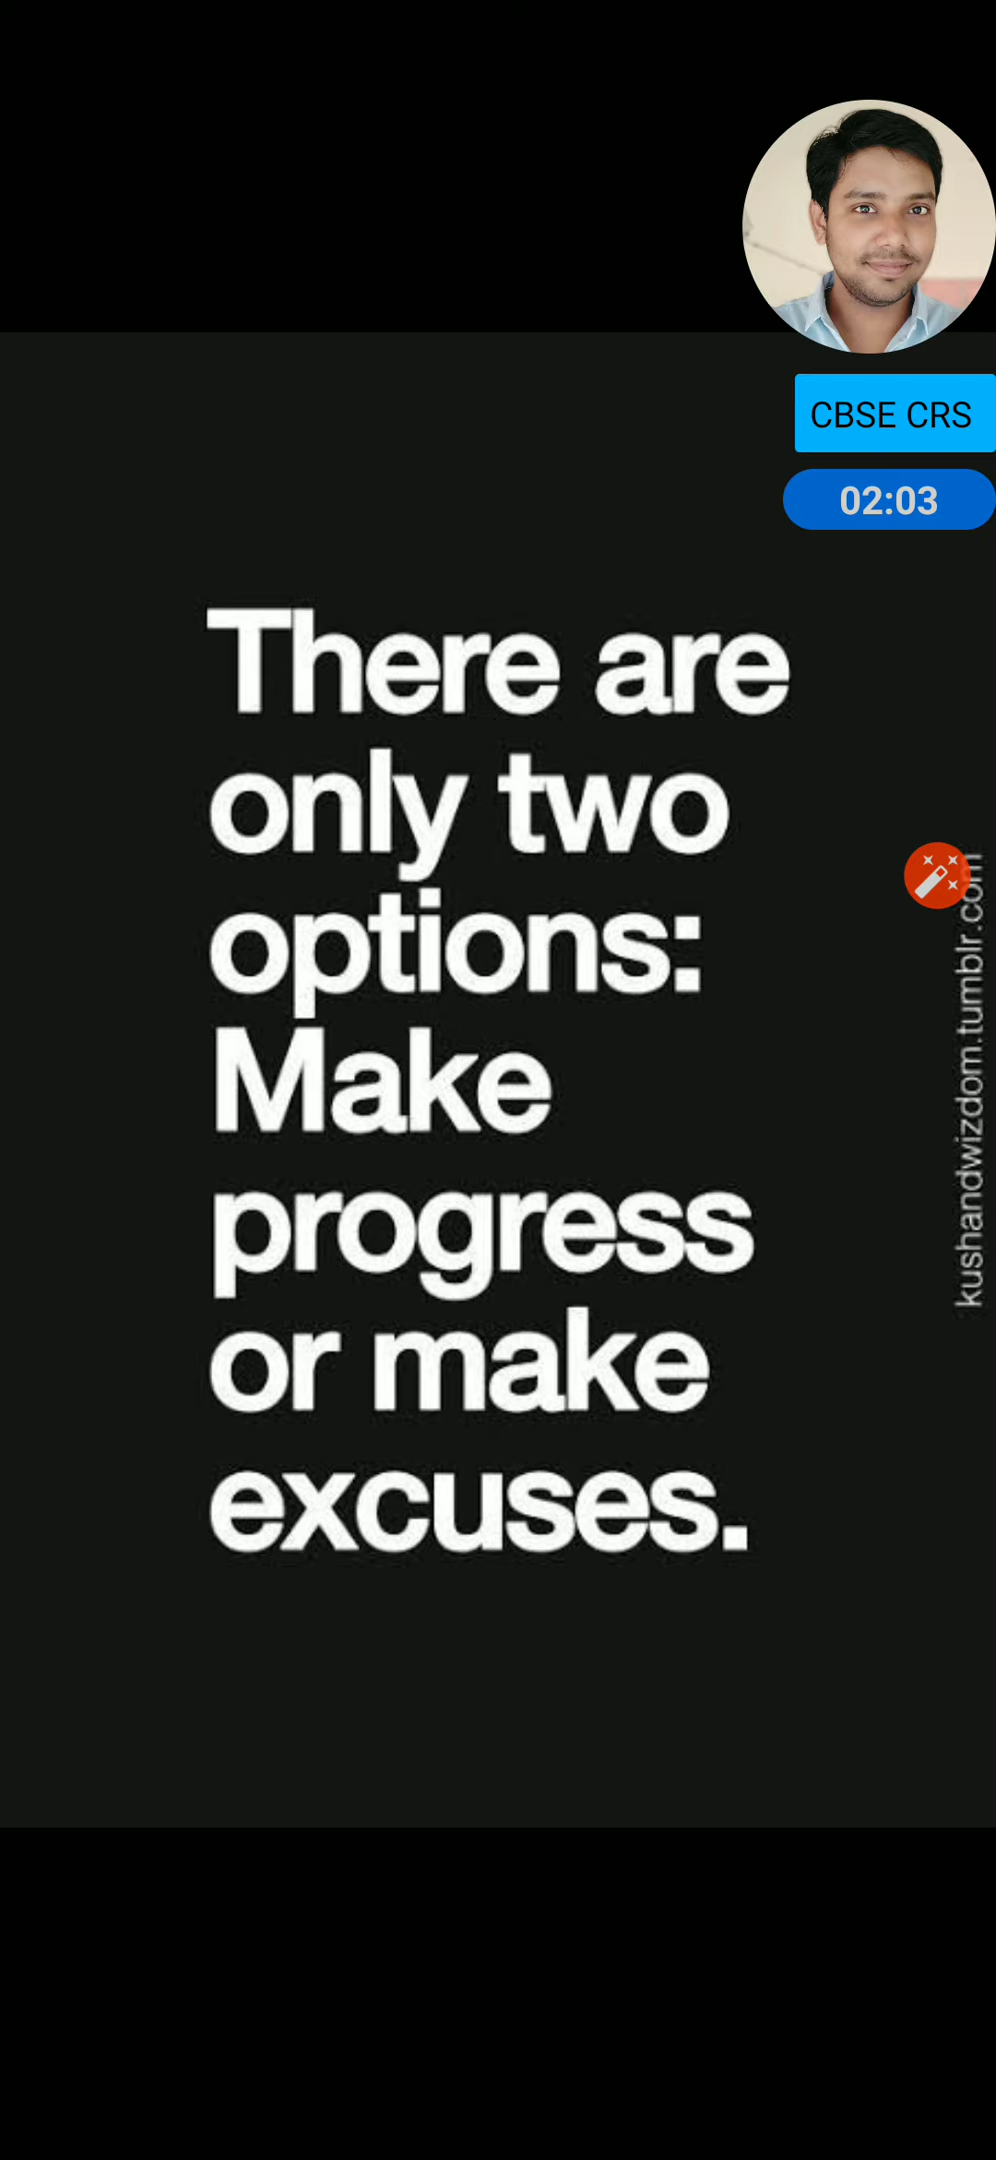 CBSE CRS
02:03
There are
only two
options:
Make
progress
or make
excuses.
kushandwizdom.tumblr.com